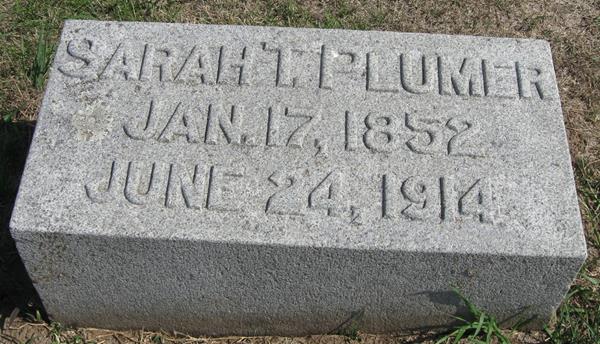 SARAH T. PLUMER
JAN. 17, 1852
JUNE 24, 1914